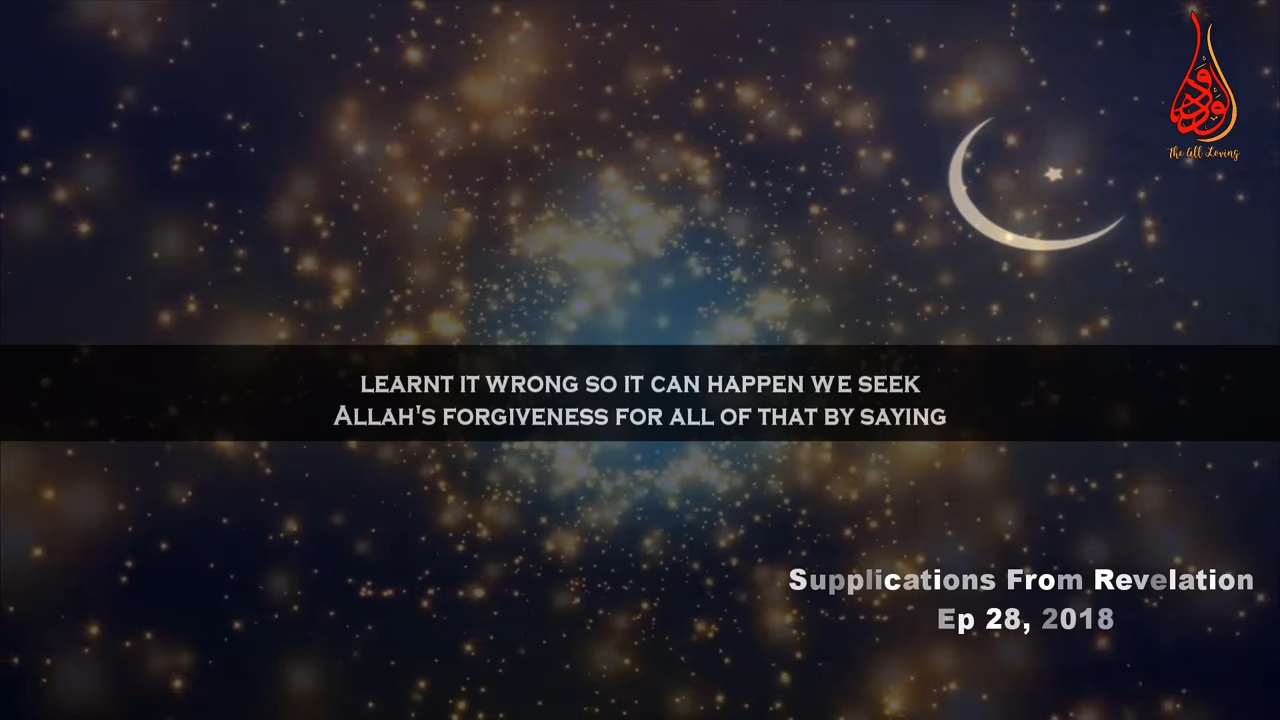 الودود
The All Loving
LEARNT IT WRONG SO IT CAN HAPPEN WE SEEK
ALLAH'S FORGIVENESS FOR ALL OF THAT BY SAYING
Supplications From Revelation
Ep 28, 2018